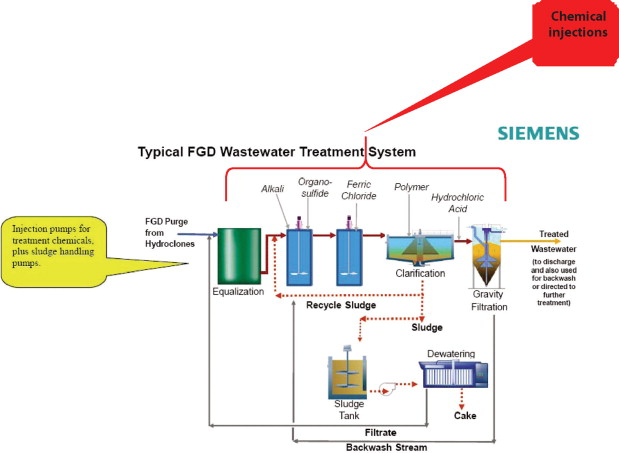 Chemical
injections
SIEMENS
Typical FGD Wastewater Treatment System
Alkali
Organo-
sulfide
Ferric
Chloride
Polymer
Hydrochloric
Acid
FGD Purge
from
Hydroclones
Injection pumps for
treatment chemicals,
plus sludge handling
pumps.
Equalization
Clarification
Gravity
Filtration
Treated
Wastewater
(to discharge
and also used
for backwash
or directed to
further
treatment)
Recycle Sludge
Sludge
Sludge
Tank
Dewatering
Cake
Filtrate
Backwash Stream